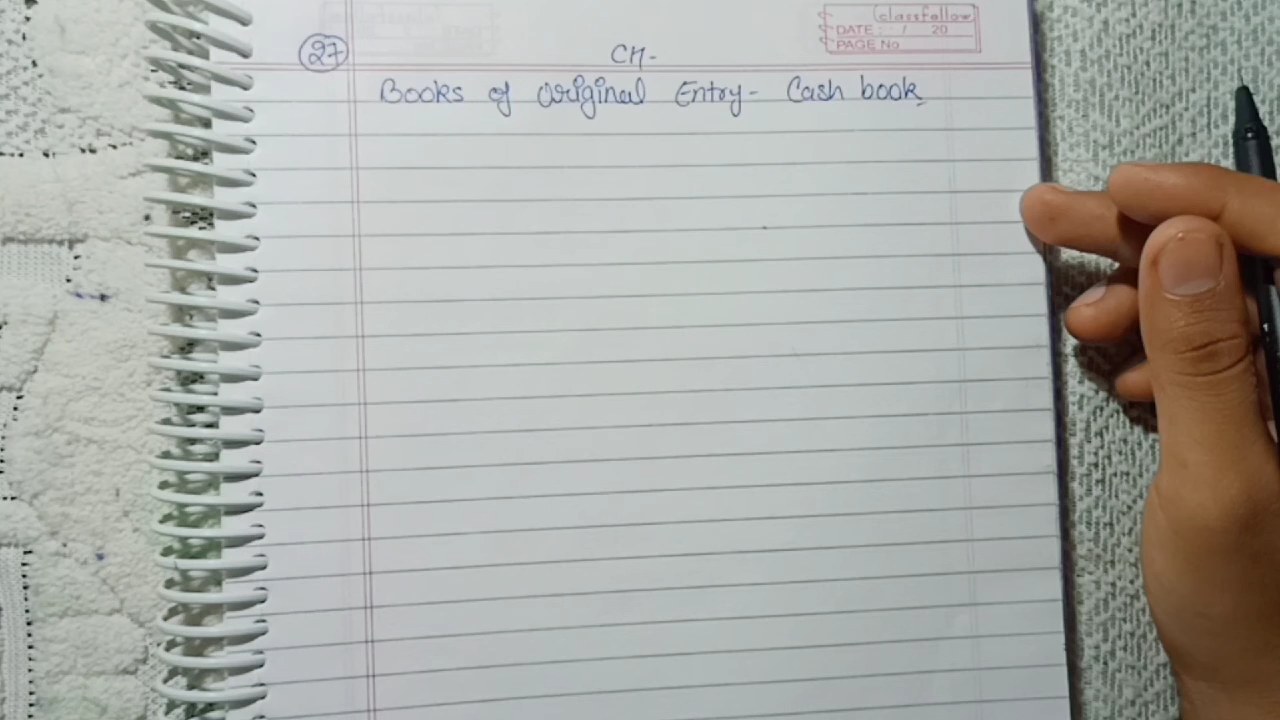 classfellow
DATE / 20
PAGE No
27
CH-
Books of Original Entry- Cash book